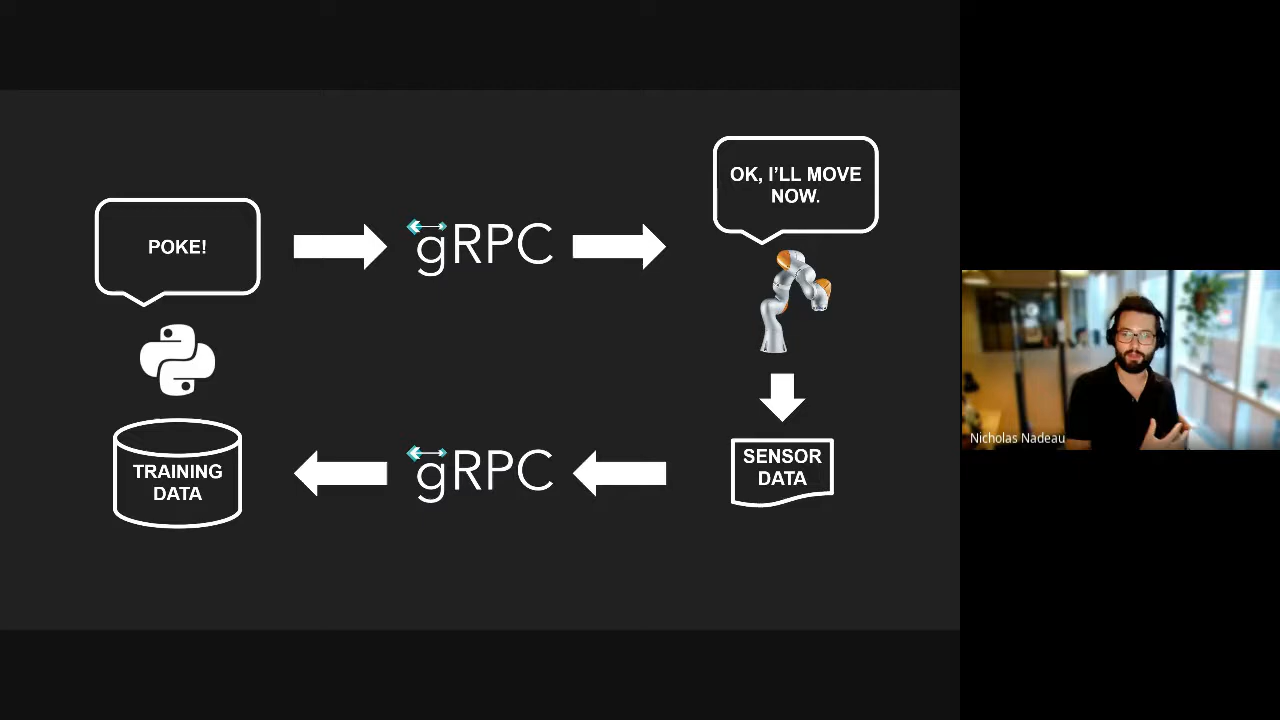 OK, I'LL MOVE
NOW.
POKE!
gRPC
SENSOR
DATA
gRPC
TRAINING
DATA
Nicholas Nadeau